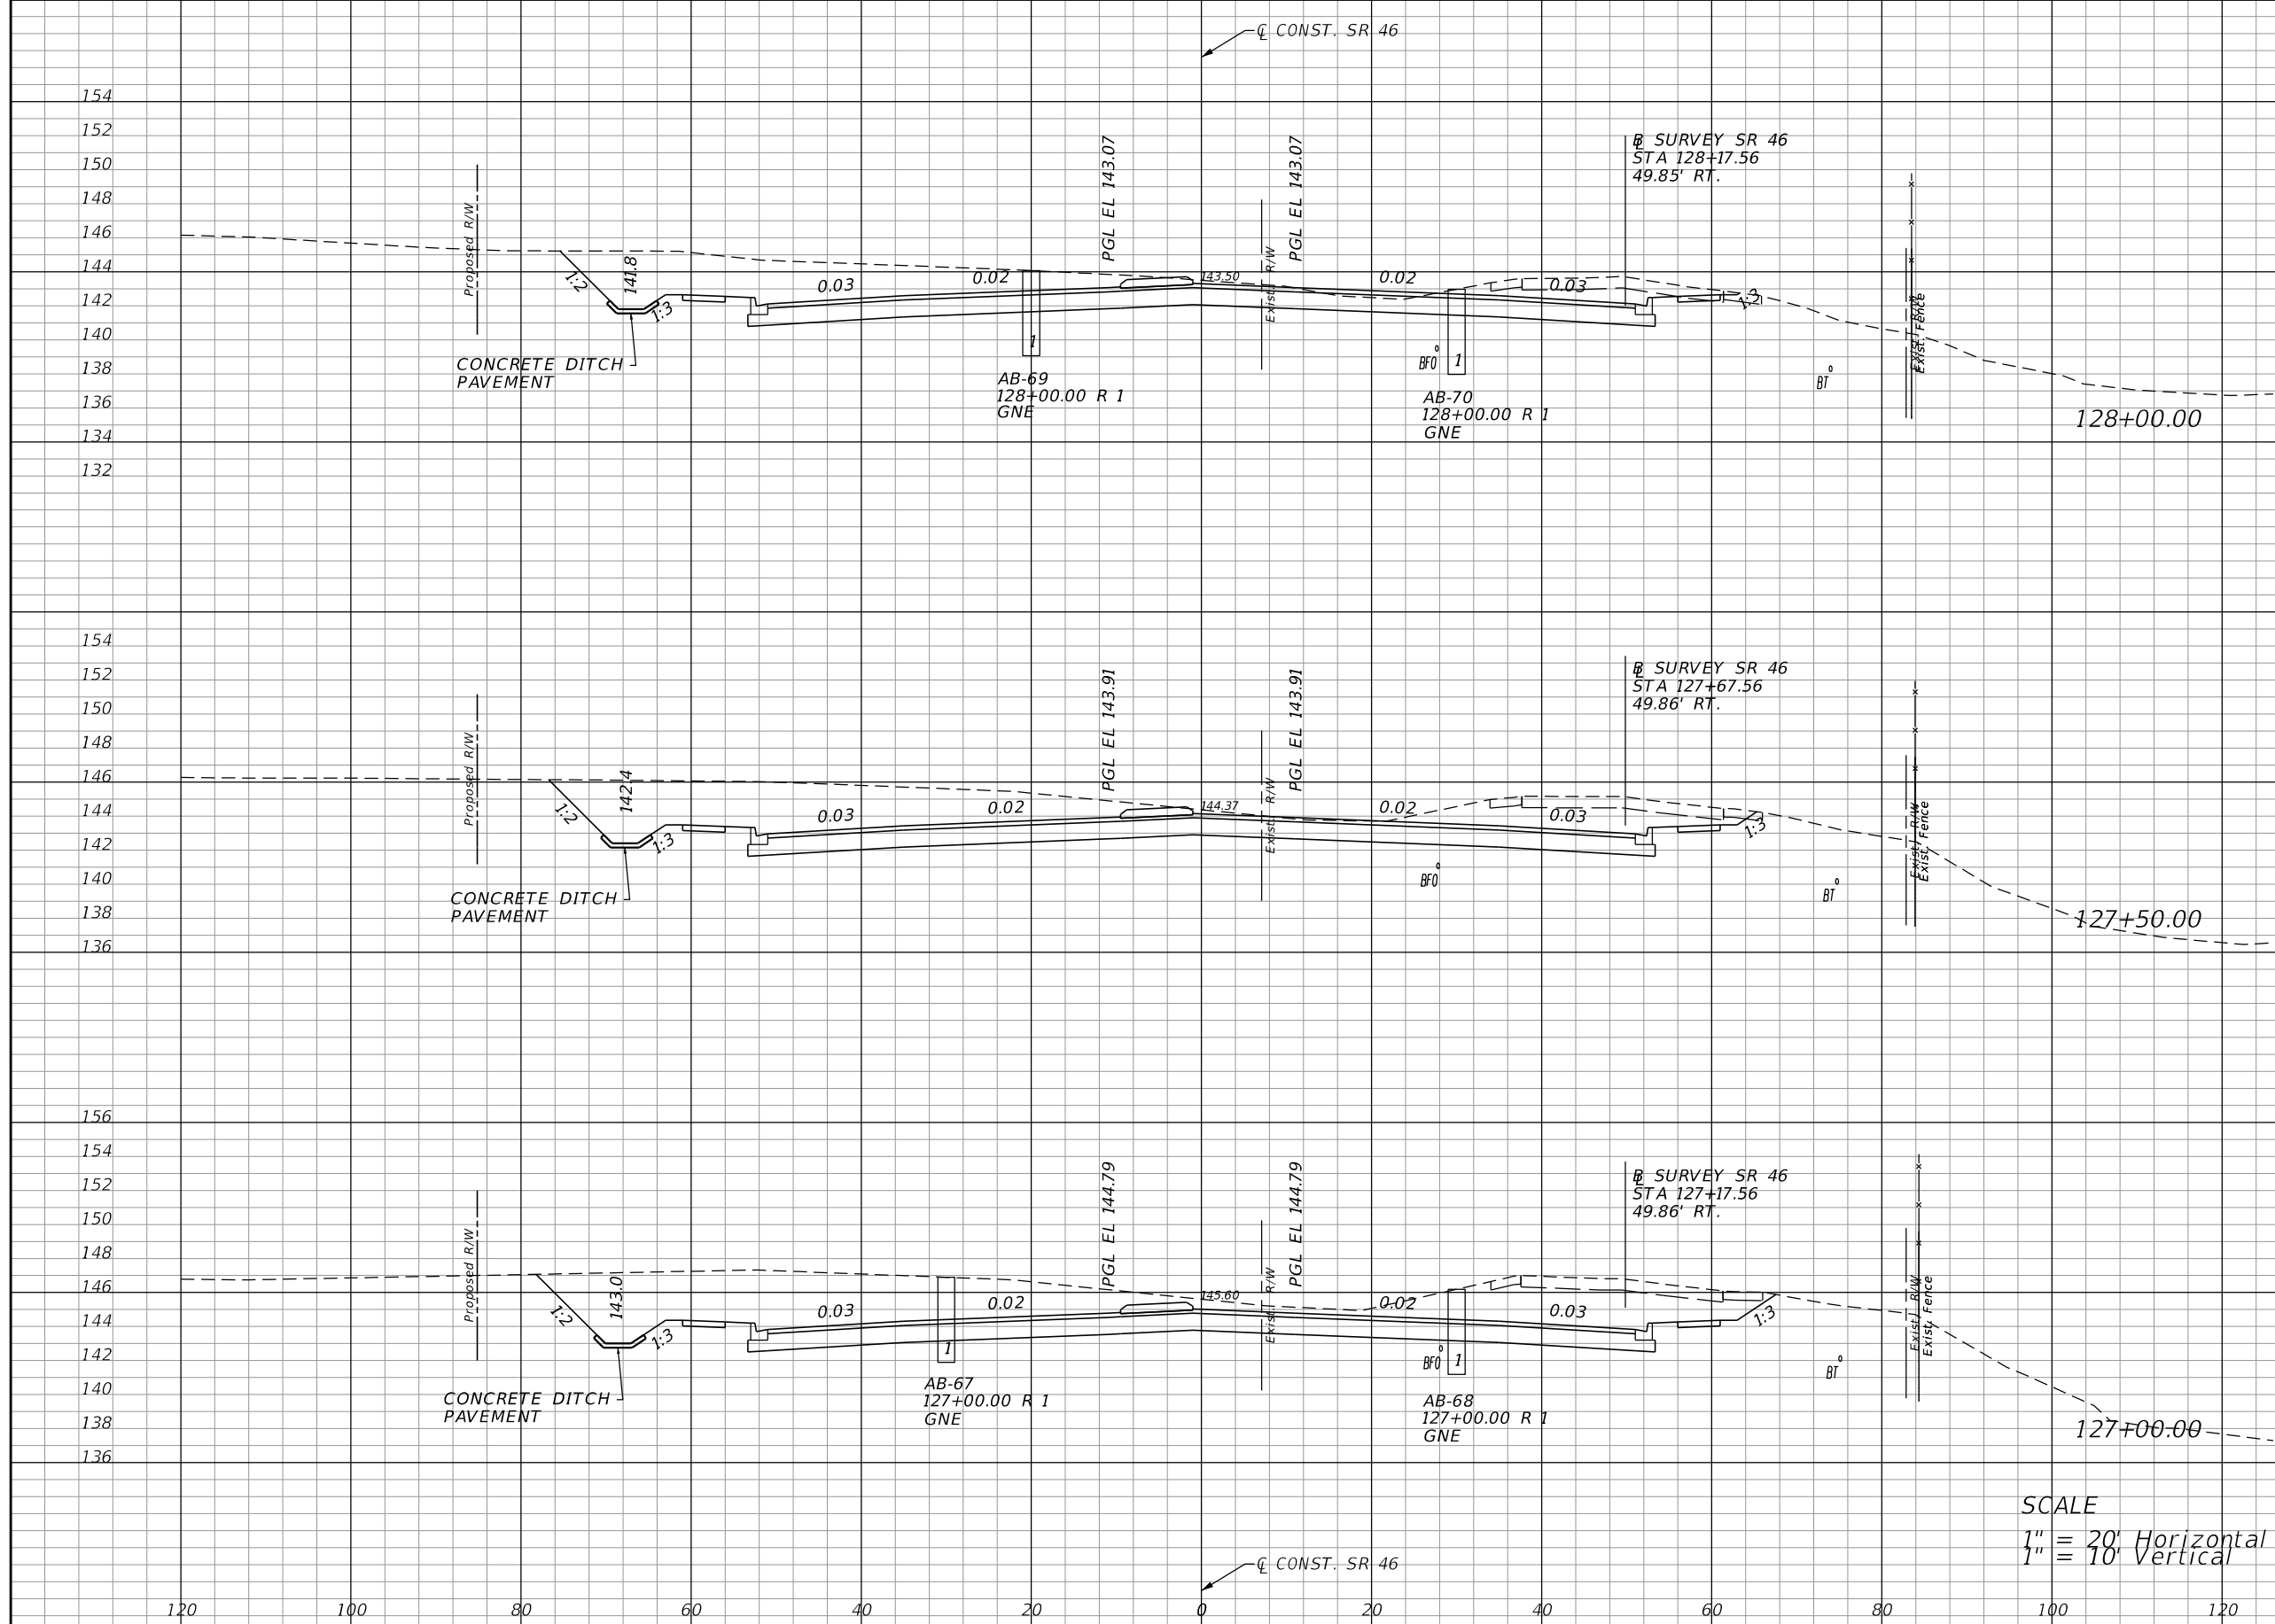 ℄ CONST. SR 46
154
152
150
148
146
144
142
140
138
136
134
132
Proposed R/W
1:2
141.8
1:3
CONCRETE DITCH
PAVEMENT
0.03
0.02
1
AB-69
128+00.00 R 1
GNE
PGL EL 143.07
143.50
Exist. R/W
PGL EL 143.07
0.02
BFO
1
AB-70
128+00.00 R 1
GNE
0.03
B SURVEY SR 46
STA 128+17.56
49.85' RT.
1:2
BT
Exist. R/W
Exist. Fence
128+00.00
154
152
150
148
146
144
142
140
138
136
Proposed R/W
1:2
142.4
1:3
CONCRETE DITCH
PAVEMENT
0.03
0.02
PGL EL 143.91
144.37
Exist. R/W
PGL EL 143.91
0.02
BFO
0.03
B SURVEY SR 46
STA 127+67.56
49.86' RT.
1:3
BT
Exist. R/W
Exist. Fence
127+50.00
156
154
152
150
148
146
144
142
140
138
136
Proposed R/W
1:2
143.0
1:3
CONCRETE DITCH
PAVEMENT
0.03
0.02
1
AB-67
127+00.00 R 1
GNE
PGL EL 144.79
145.60
Exist. R/W
PGL EL 144.79
0.02
BFO
1
AB-68
127+00.00 R 1
GNE
0.03
B SURVEY SR 46
STA 127+17.56
49.86' RT.
1:3
BT
Exist. R/W
Exist. Fence
127+00.00
SCALE
1" = 20' Horizontal
1" = 10' Vertical
℄ CONST. SR 46
120 100 80 60 40 20 0 20 40 60 80 100 120